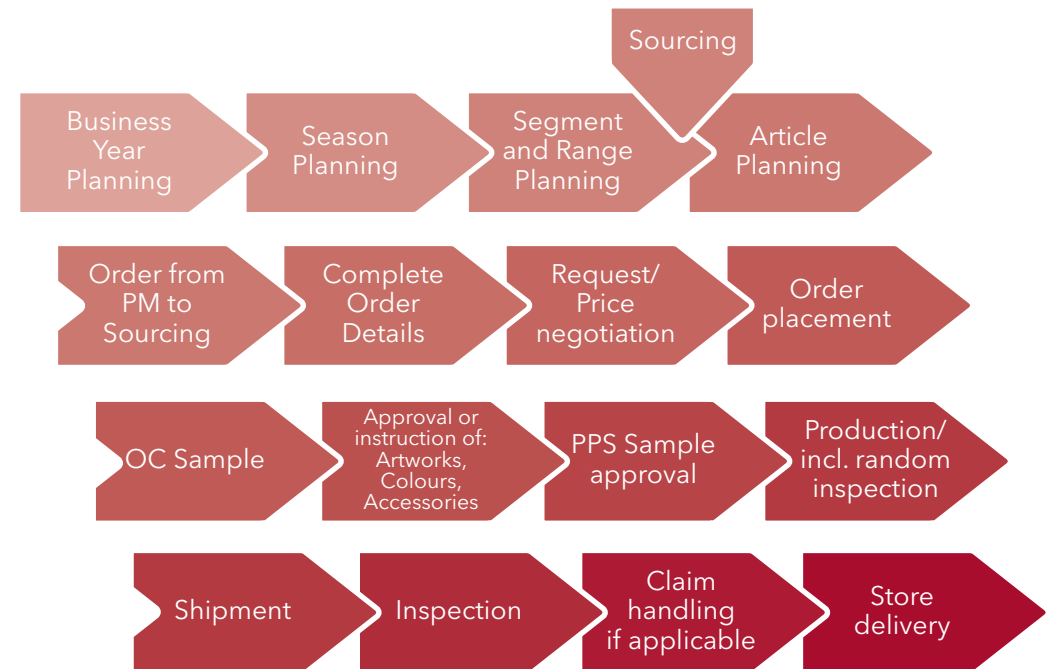 Sourcing
Business
Year
Planning
Season
Planning
Segment
and Range
Planning
Article
Planning
Order from
PM to
Sourcing
Complete
Order
Details
Request/
Price
negotiation
Order
placement
OC Sample
Approval or
instruction of:
Artworks,
Colours,
Accessories
PPS Sample
approval
Production/
incl. random
inspection
Shipment
Inspection
Claim
handling
if applicable
Store
delivery